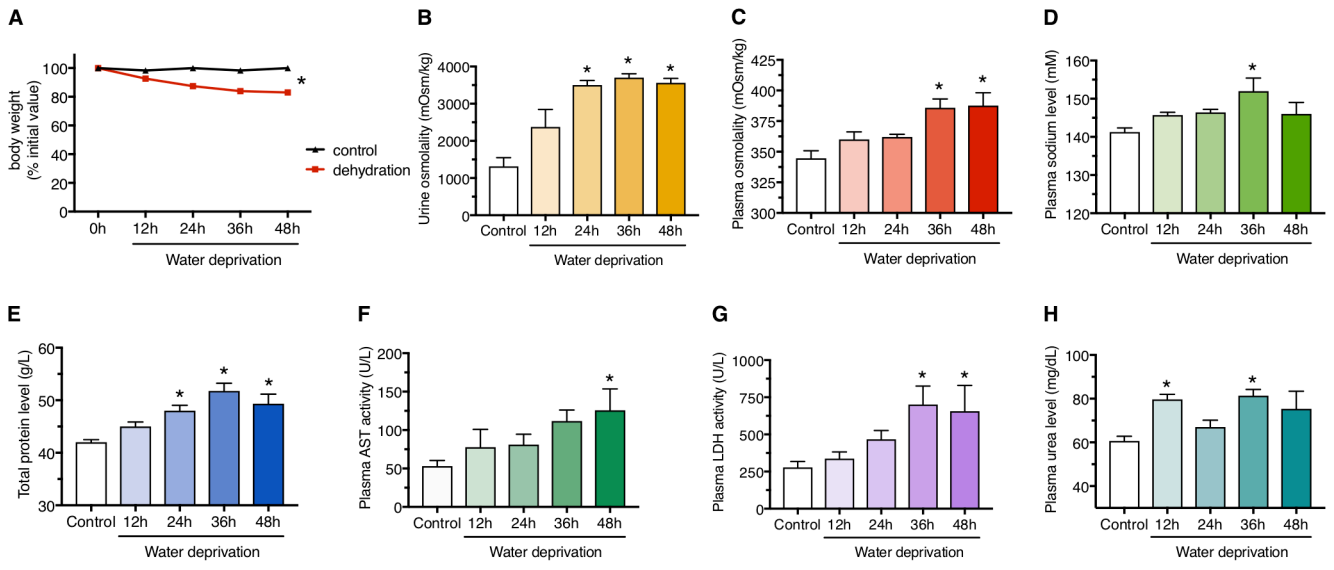 A
body weight
(% initial value)
100
80
60
40
20
0
0h 12h 24h 36h 48h
Water deprivation
*
control
dehydration
B
Urine osmolality (mOsm/kg)
4000
3000
2000
1000
0
* * *
Control 12h 24h 36h 48h
Water deprivation
C
Plasma osmolality (mOsm/kg)
425
400
375
350
325
300
* *
Control 12h 24h 36h 48h
Water deprivation
D
Plasma sodium level (mM)
160
150
140
130
120
*
Control 12h 24h 36h 48h
Water deprivation
E
Total protein level (g/L)
60
50
40
30
* * *
Control 12h 24h 36h 48h
Water deprivation
F
Plasma AST activity (U/L)
200
150
100
50
0
*
Control 12h 24h 36h 48h
Water deprivation
G
Plasma LDH activity (U/L)
1000
750
500
250
0
* *
Control 12h 24h 36h 48h
Water deprivation
H
Plasma urea level (mg/dL)
100
80
60
40
* *
Control 12h 24h 36h 48h
Water deprivation